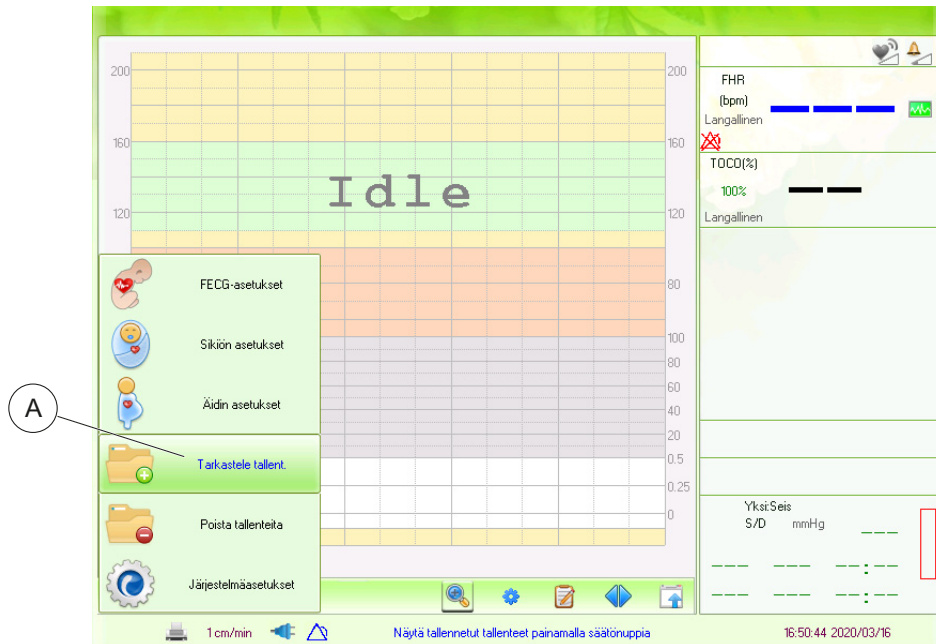 200
160
120
Idle
200
160
120
80
100
80
60
40
20
0.5
0.25
0
FHR
(bpm)
Langallinen
TOCO(%)
100%
Langallinen
Yksi:Seis
S/D mmHg
FECG-asetukset
Sikiön asetukset
Äidin asetukset
A
Tarkastele tallent.
Poista tallenteita
Järjestelmäasetukset
1 cm/min
Näytä tallennetut tallenteet painamalla säätönuppia
16:50:44 2020/03/16